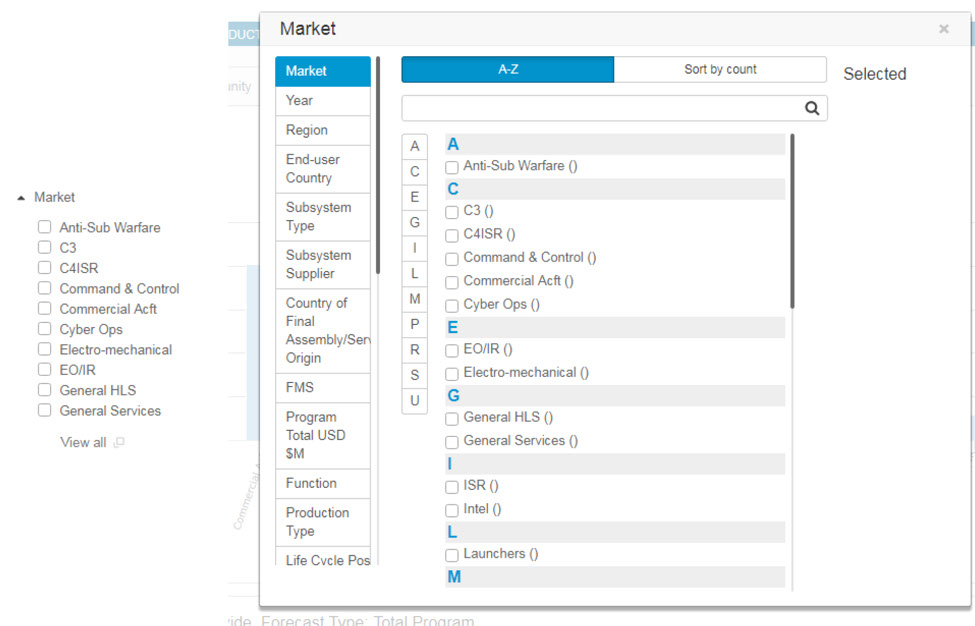 Market
Anti-Sub Warfare
C3
C4ISR
Command & Control
Commercial Acft
Cyber Ops
Electro-mechanical
EO/IR
General HLS
General Services
View all
DUCT
unity
Commercial A
Market
×
Market
Year
Region
End-user
Country
Subsystem
Type
Subsystem
Supplier
Country of
Final
Assembly/Serv
Origin
FMS
Program
Total USD
$M
Function
Production
Type
Life Cycle Pos
A-Z
Sort by count
Selected
A
C
E
G
I
L
M
P
R
S
U
A
Anti-Sub Warfare ()
C
C3 ()
C4ISR ()
Command & Control ()
Commercial Acft ()
Cyber Ops ()
E
EO/IR ()
Electro-mechanical ()
G
General HLS ()
General Services ()
I
ISR ()
Intel ()
L
Launchers ()
M
vide, Forecast Type: Total Program